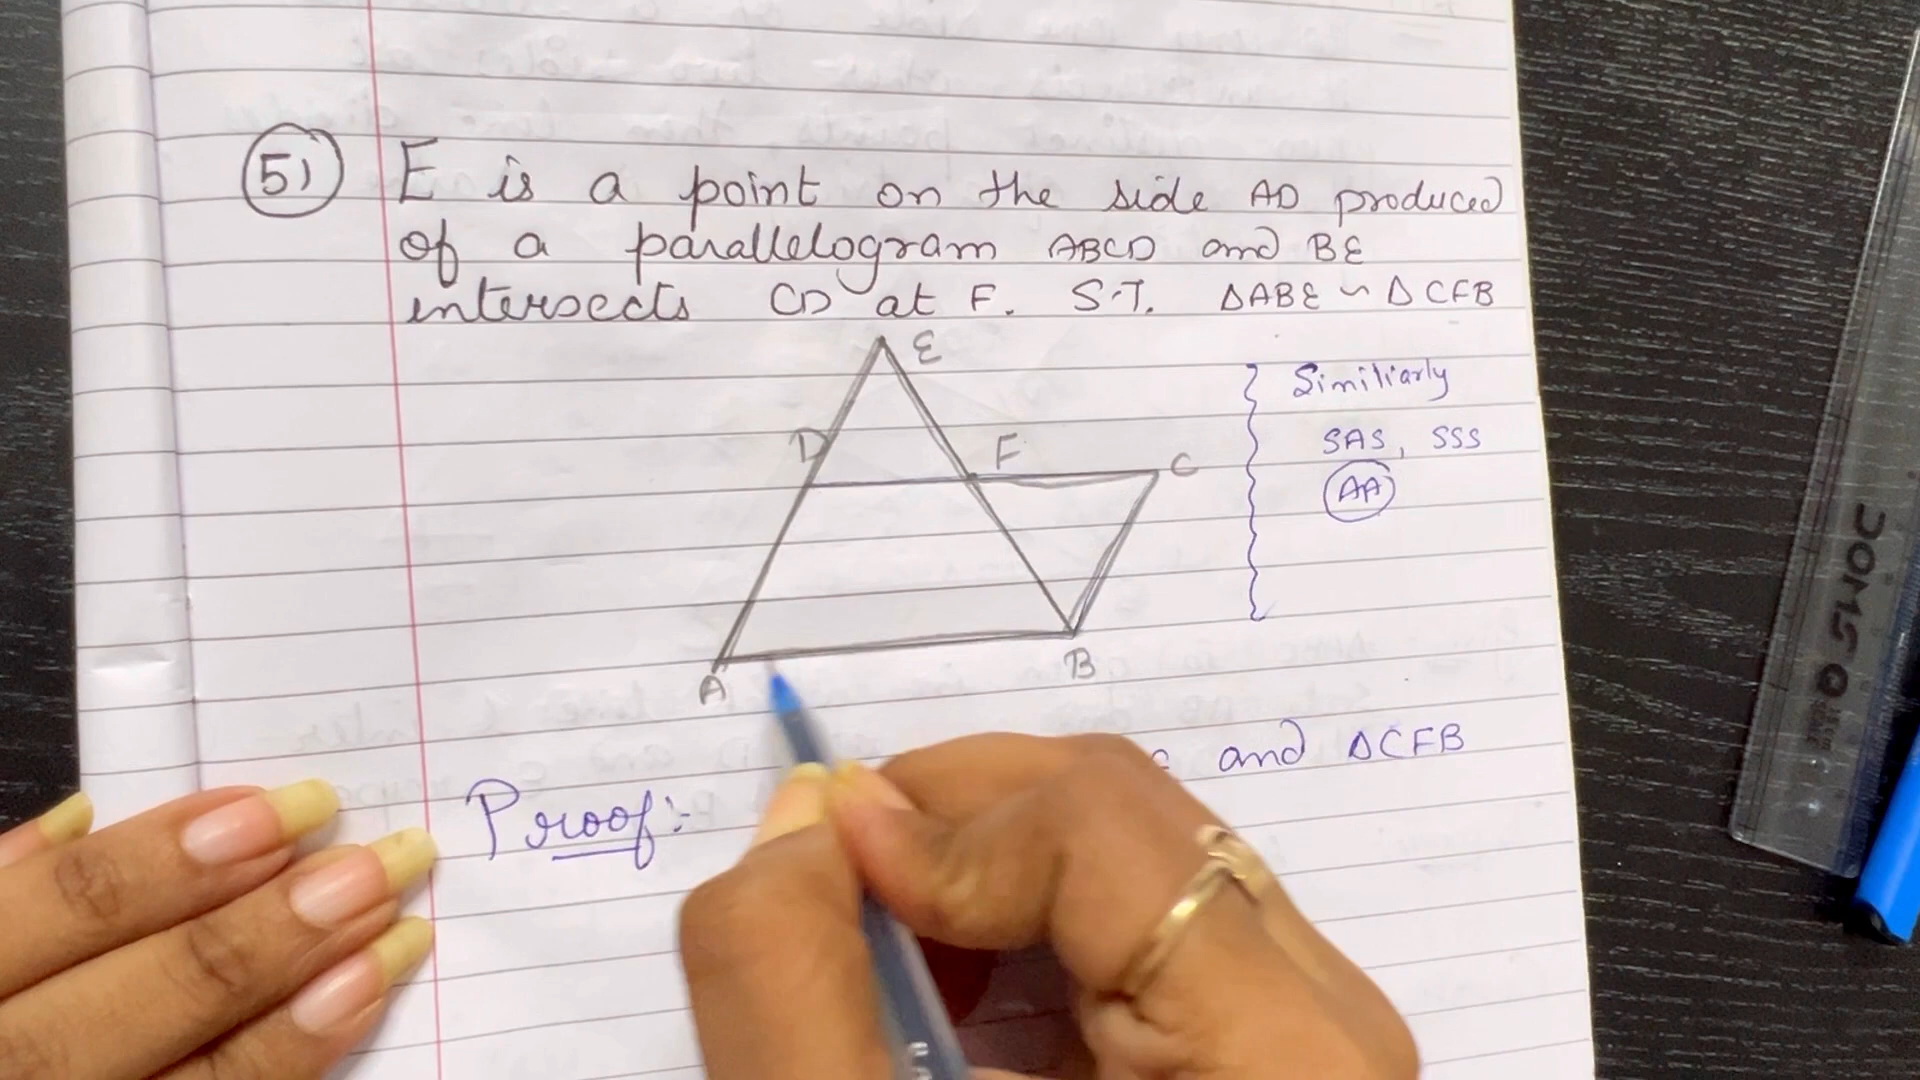 5) E is a point on the side AD produced
of a parallelogram ABCD and BE
intersects CD at F. S.T. ΔABE ~ ΔCFB
E
D
F
C
A
B
Similiarly
SAS, SSS
AA
and ΔCFB
Proof:-